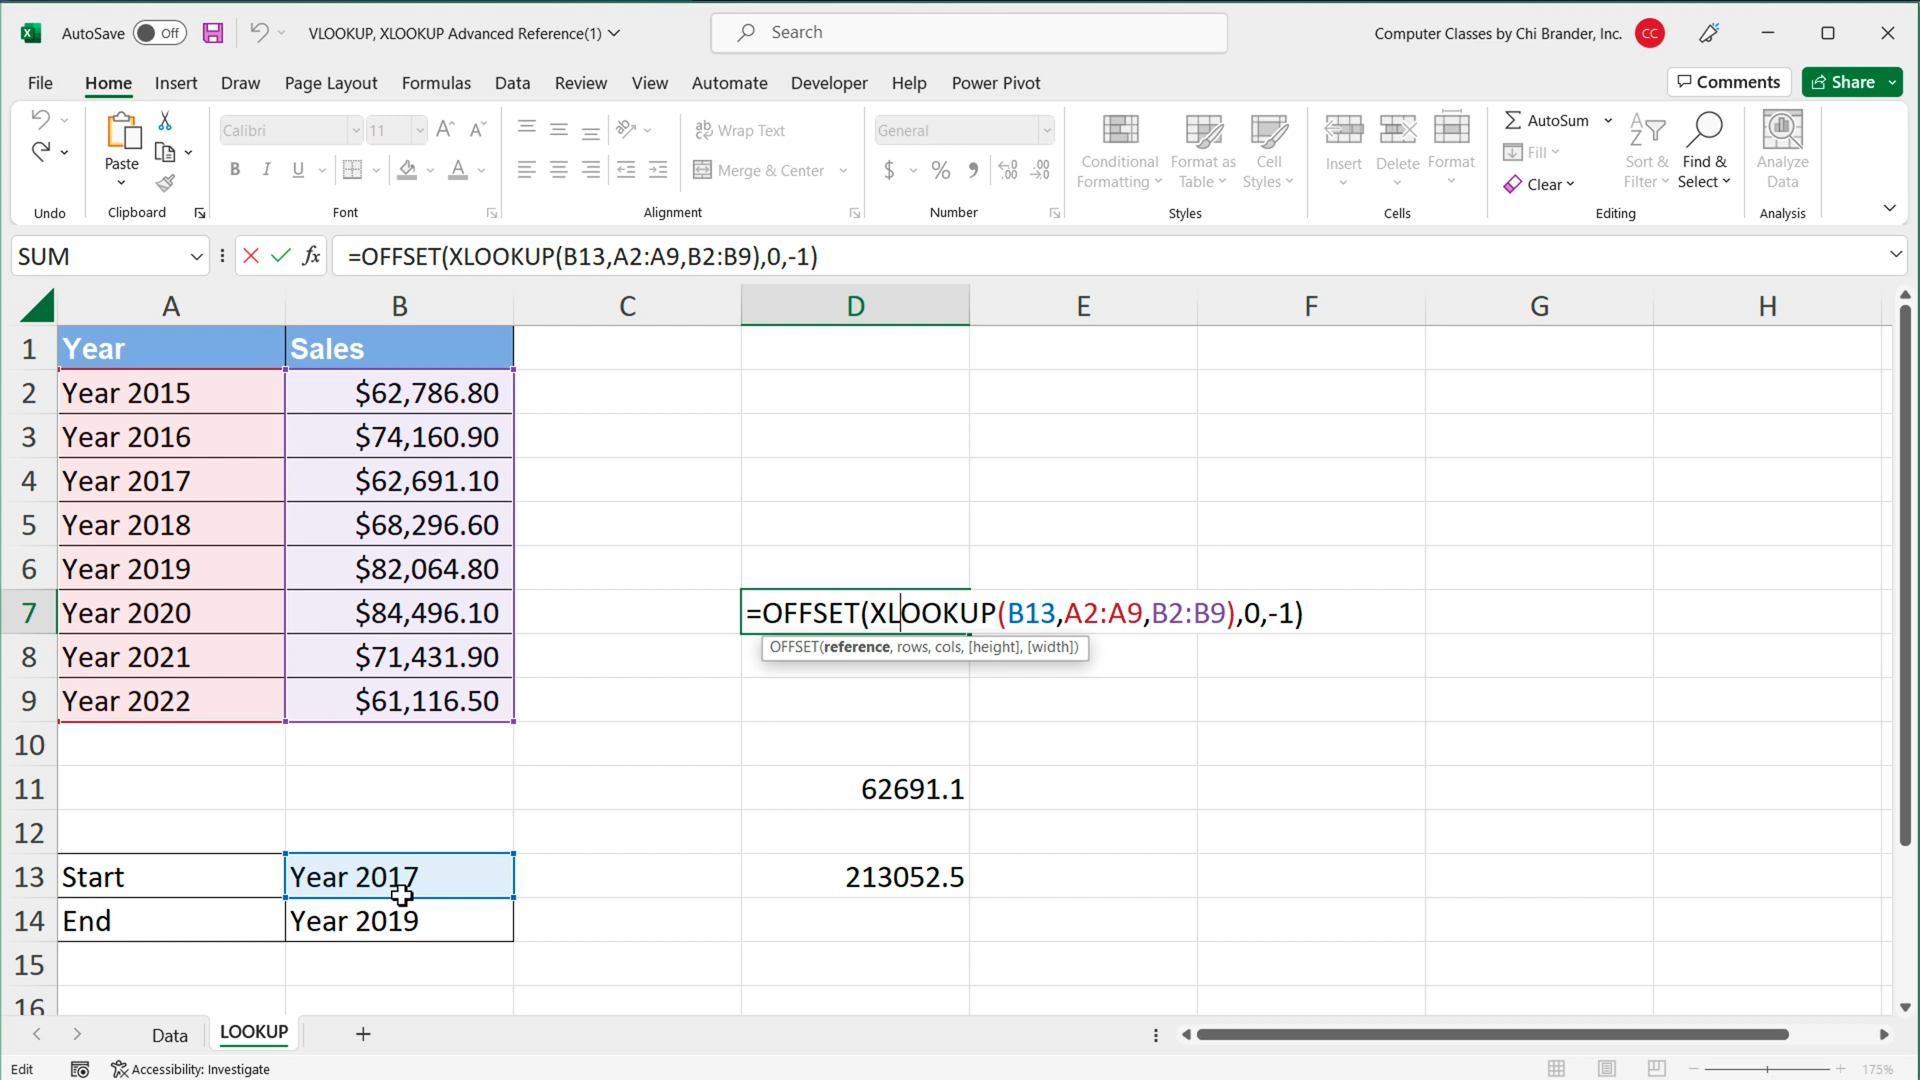 AutoSave Off VLOOKUP, XLOOKUP Advanced Reference(1) Search Computer Classes by Chi Brander, Inc. CC
File Home Insert Draw Page Layout Formulas Data Review View Automate Developer Help Power Pivot Comments Share
Calibri 11 Wrap Text General AutoSum
Paste B I U Merge & Center $ % Conditional Formatting Format as Table Cell Styles Insert Delete Format Fill Clear Sort & Filter Find & Select Analyze Data
Undo Clipboard Font Alignment Number Styles Cells Editing Analysis
SUM fx =OFFSET(XLOOKUP(B13,A2:A9,B2:B9),0,-1)
A B C D E F G H
1 Year Sales
2 Year 2015 $62,786.80
3 Year 2016 $74,160.90
4 Year 2017 $62,691.10
5 Year 2018 $68,296.60
6 Year 2019 $82,064.80
7 Year 2020 $84,496.10 =OFFSET(XLOOKUP(B13,A2:A9,B2:B9),0,-1)
8 Year 2021 $71,431.90 OFFSET(reference, rows, cols, [height], [width])
9 Year 2022 $61,116.50
10
11 62691.1
12
13 Start Year 2017 213052.5
14 End Year 2019
15
16
Data LOOKUP
Edit Accessibility: Investigate 175%